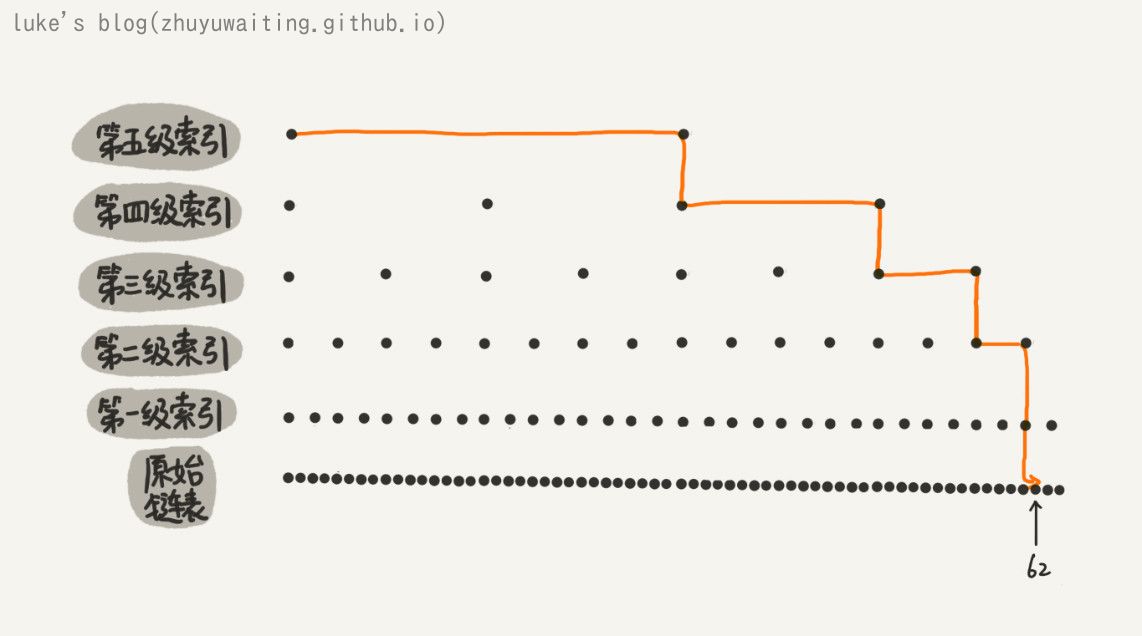 luke's blog(zhuyuwaiting.github.io)
第五级索引
第四级索引
第三级索引
第二级索引
第一级索引
原始
链表
62